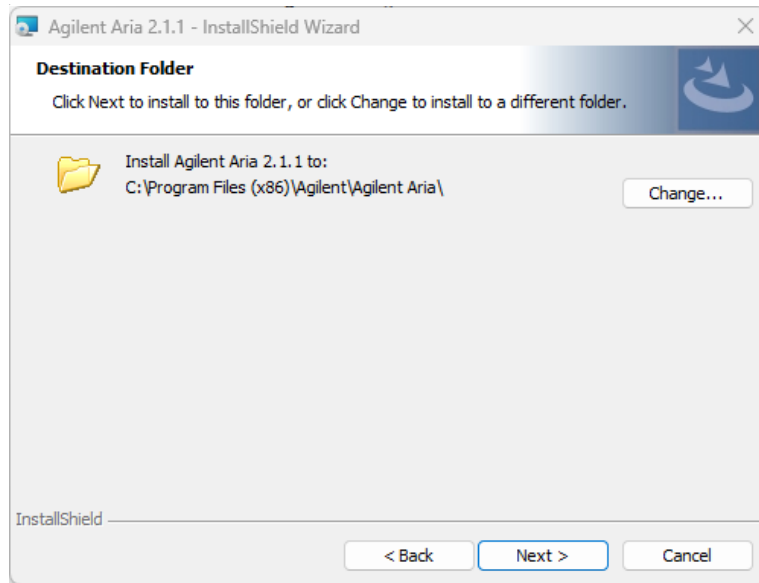 Agilent Aria 2.1.1 - InstallShield Wizard
Destination Folder
Click Next to install to this folder, or click Change to install to a different folder.
Install Agilent Aria 2.1.1 to:
C:\Program Files (x86)\Agilent\Agilent Aria\
Change...
InstallShield
< Back
Next >
Cancel